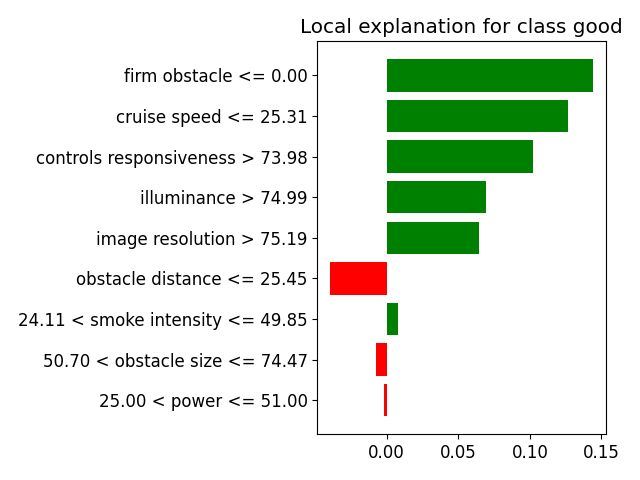 Local explanation for class good
firm obstacle <= 0.00
cruise speed <= 25.31
controls responsiveness > 73.98
illuminance > 74.99
image resolution > 75.19
obstacle distance <= 25.45
24.11 < smoke intensity <= 49.85
50.70 < obstacle size <= 74.47
25.00 < power <= 51.00
0.00 0.05 0.10 0.15